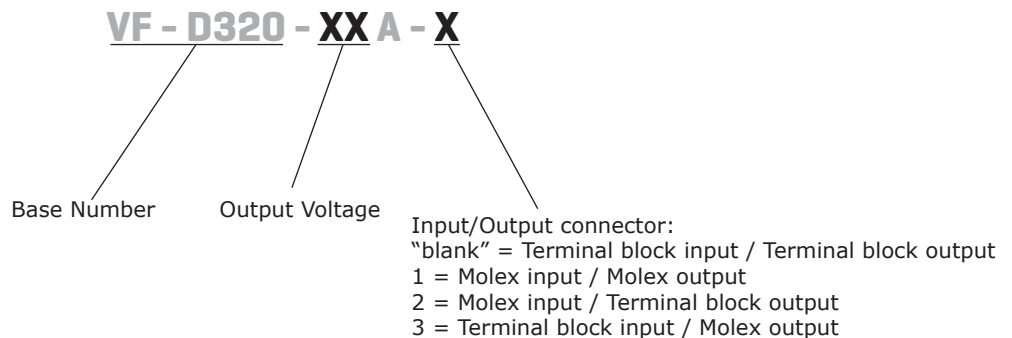 VF - D320 - XX A - X
Base Number
Output Voltage
Input/Output connector:
“blank” = Terminal block input / Terminal block output
1 = Molex input / Molex output
2 = Molex input / Terminal block output
3 = Terminal block input / Molex output